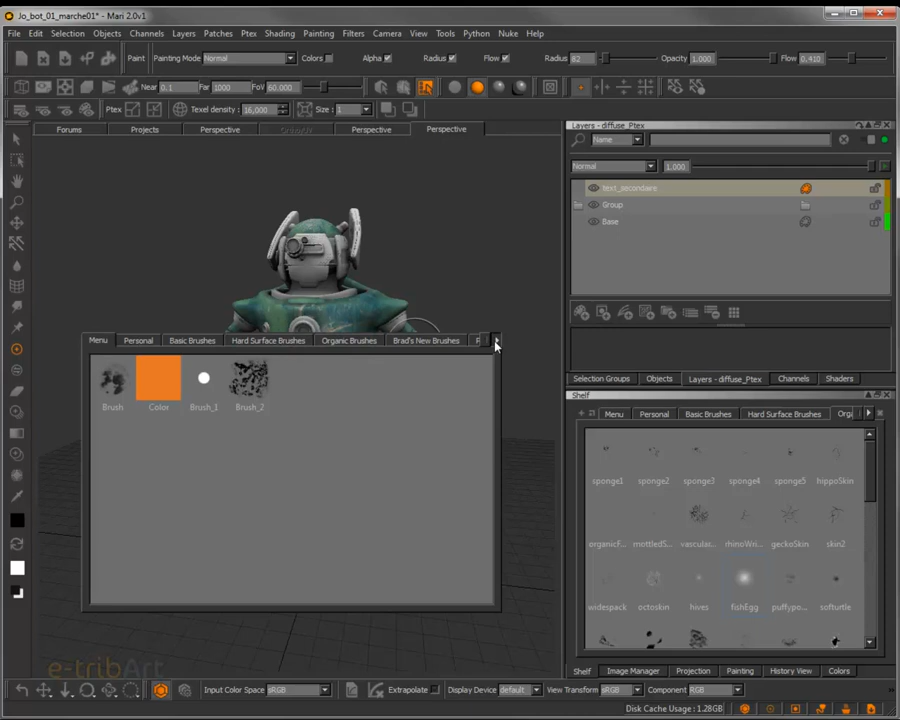 Jo_bot_01_marche01* - Mari 2.0v1
File Edit Selection Objects Channels Layers Patches Ptex Shading Painting Filters Camera View Tools Python Nuke Help
Paint Painting Mode Normal Colors Alpha Radius Flow Radius 82 Opacity 1.000 Flow 0.410
Near 0.1 Far 1000 FoV 60.000
Ptex Texel density: 16,000 Size: 1
Forums Projects Perspective Perspective Perspective
Layers - diffuse_Ptex
Name
Normal 1.000
text_secondaire
Group
Base
Menu Personal Basic Brushes Hard Surface Brushes Organic Brushes Brad's New Brushes
Brush Color Brush_1 Brush_2
Selection Groups Objects Layers - diffuse_Ptex Channels Shaders
Shelf
Menu Personal Basic Brushes Hard Surface Brushes Orga
sponge1 sponge2 sponge3 sponge4 sponge5 hippoSkin
organicF... mottledS... vasculas... rhinoWri... geckoSkin skin2
widespack octoskin hives fishEgg puffypo... softurtle
e-tribArt
Shelf Image Manager Projection Painting History View Colors
Input Color Space sRGB Extrapolate Display Device default View Transform sRGB Component RGB
Disk Cache Usage: 1.28GB